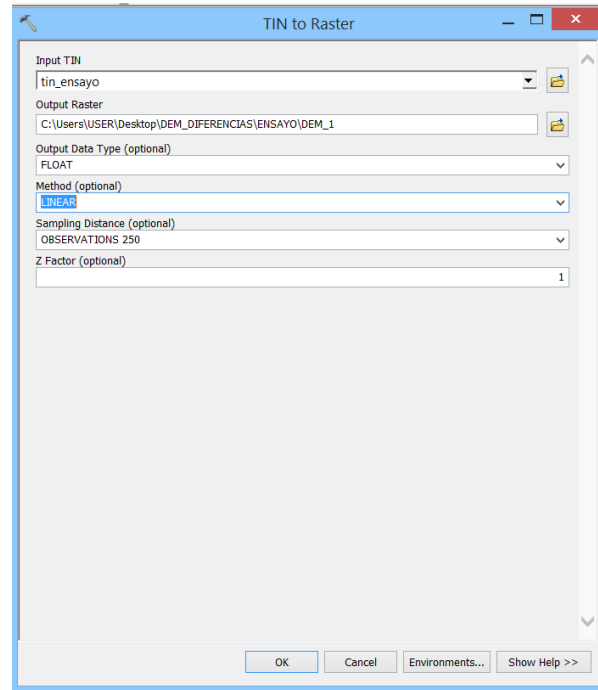 TIN to Raster
Input TIN
tin_ensayo
Output Raster
C:\Users\USER\Desktop\DEM_DIFERENCIAS\ENSAYO\DEM_1
Output Data Type (optional)
FLOAT
Method (optional)
LINEAR
Sampling Distance (optional)
OBSERVATIONS 250
Z Factor (optional)
1
OK Cancel Environments... Show Help >>